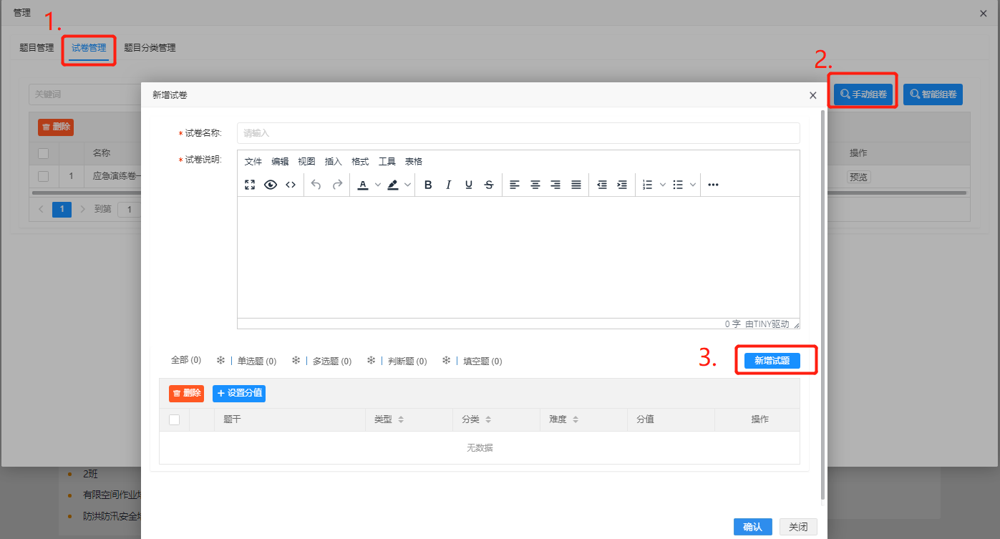 管理
1.
题目管理 试卷管理 题目分类管理
2.
关键词
手动组卷 智能组卷
新增试卷
删除
* 试卷名称: 请输入
名称 操作
* 试卷说明: 文件 编辑 视图 插入 格式 工具 表格
1 应急演练卷一 预览
A B I U S
1 到第 1
0 字 由TINY驱动
3.
全部 (0) 单选题 (0) 多选题 (0) 判断题 (0) 填空题 (0) 新增试题
删除 + 设置分值
题干 类型 分类 难度 分值 操作
无数据
2班
有限空间作业
防洪防汛安全
确认 关闭